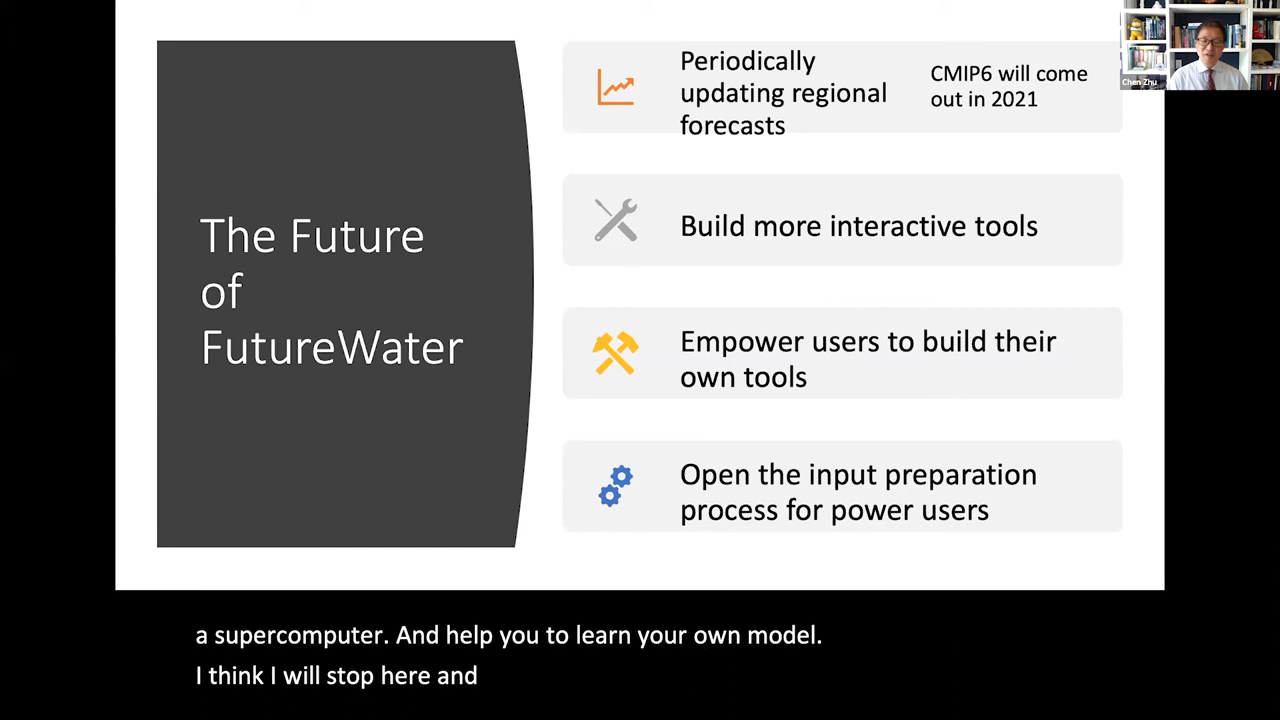 The Future
of
FutureWater
Periodically
updating regional
forecasts
CMIP6 will come
out in 2021
Build more interactive tools
Empower users to build their
own tools
Open the input preparation
process for power users
Chen Zhu
a supercomputer. And help you to learn your own model.
I think I will stop here and